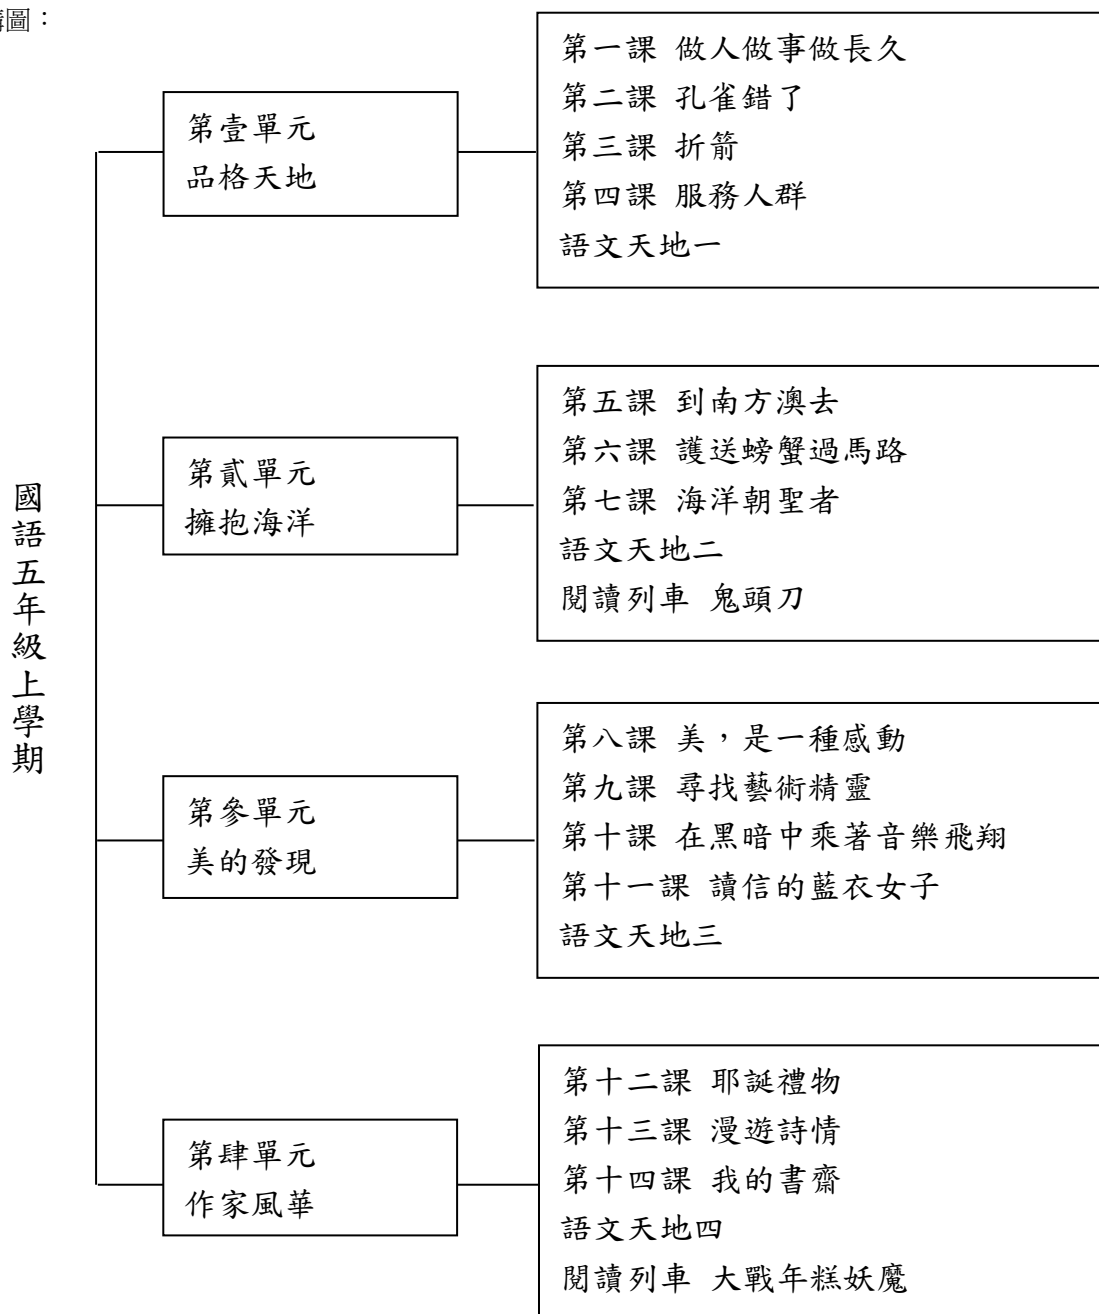 構圖：
國語五年級上學期
第壹單元
品格天地
第一課 做人做事做長久
第二課 孔雀錯了
第三課 折箭
第四課 服務人群
語文天地一
第貳單元
擁抱海洋
第五課 到南方澳去
第六課 護送螃蟹過馬路
第七課 海洋朝聖者
語文天地二
閱讀列車 鬼頭刀
第參單元
美的發現
第八課 美，是一種感動
第九課 尋找藝術精靈
第十課 在黑暗中乘著音樂飛翔
第十一課 讀信的藍衣女子
語文天地三
第肆單元
作家風華
第十二課 耶誕禮物
第十三課 漫遊詩情
第十四課 我的書齋
語文天地四
閱讀列車 大戰年糕妖魔